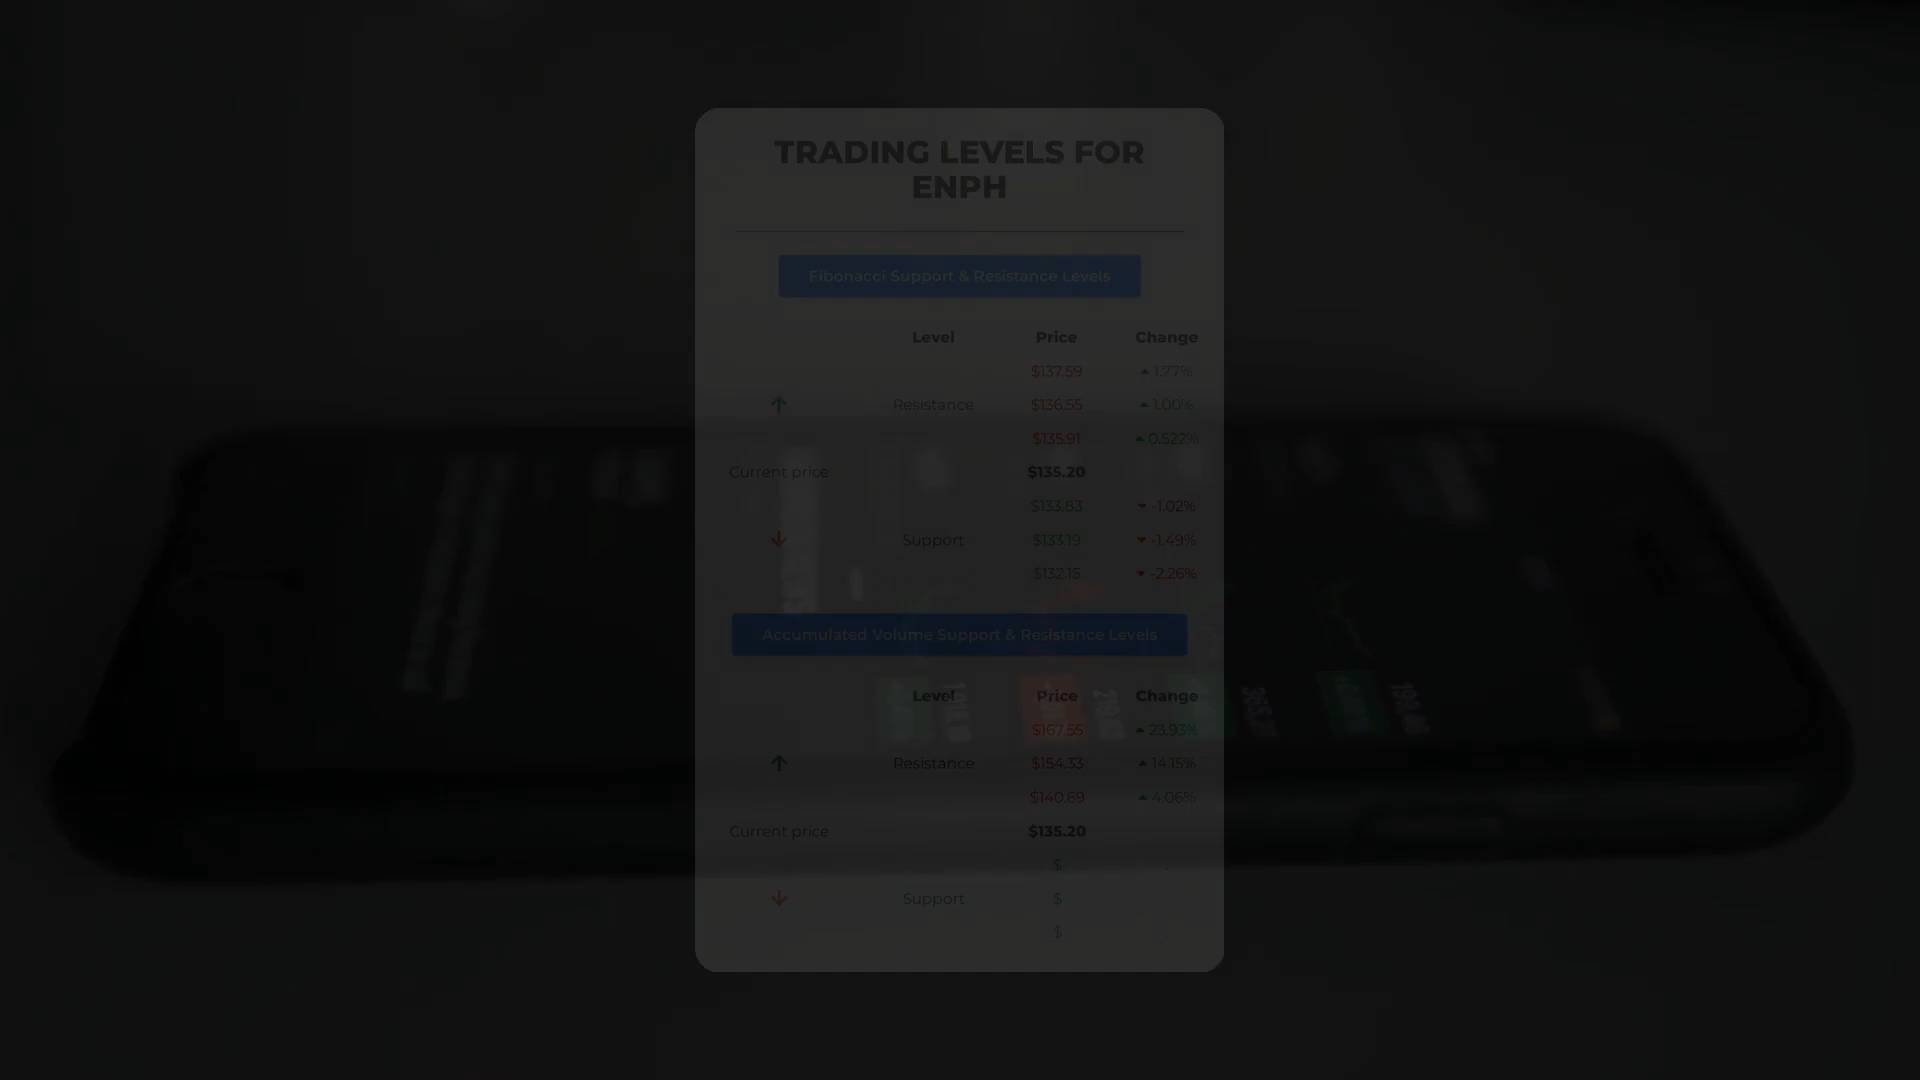 TRADING LEVELS FOR
ENPH
Fibonacci Support & Resistance Levels
Level Price Change
$137.59 1.77%
Resistance $136.55 1.00%
$135.91 0.522%
Current price $135.20
$133.83 -1.02%
Support $133.19 -1.49%
$132.15 -2.26%
Accumulated Volume Support & Resistance Levels
Level Price Change
$167.55 23.93%
Resistance $154.33 14.15%
$140.69 4.06%
Current price $135.20
$
Support $
$